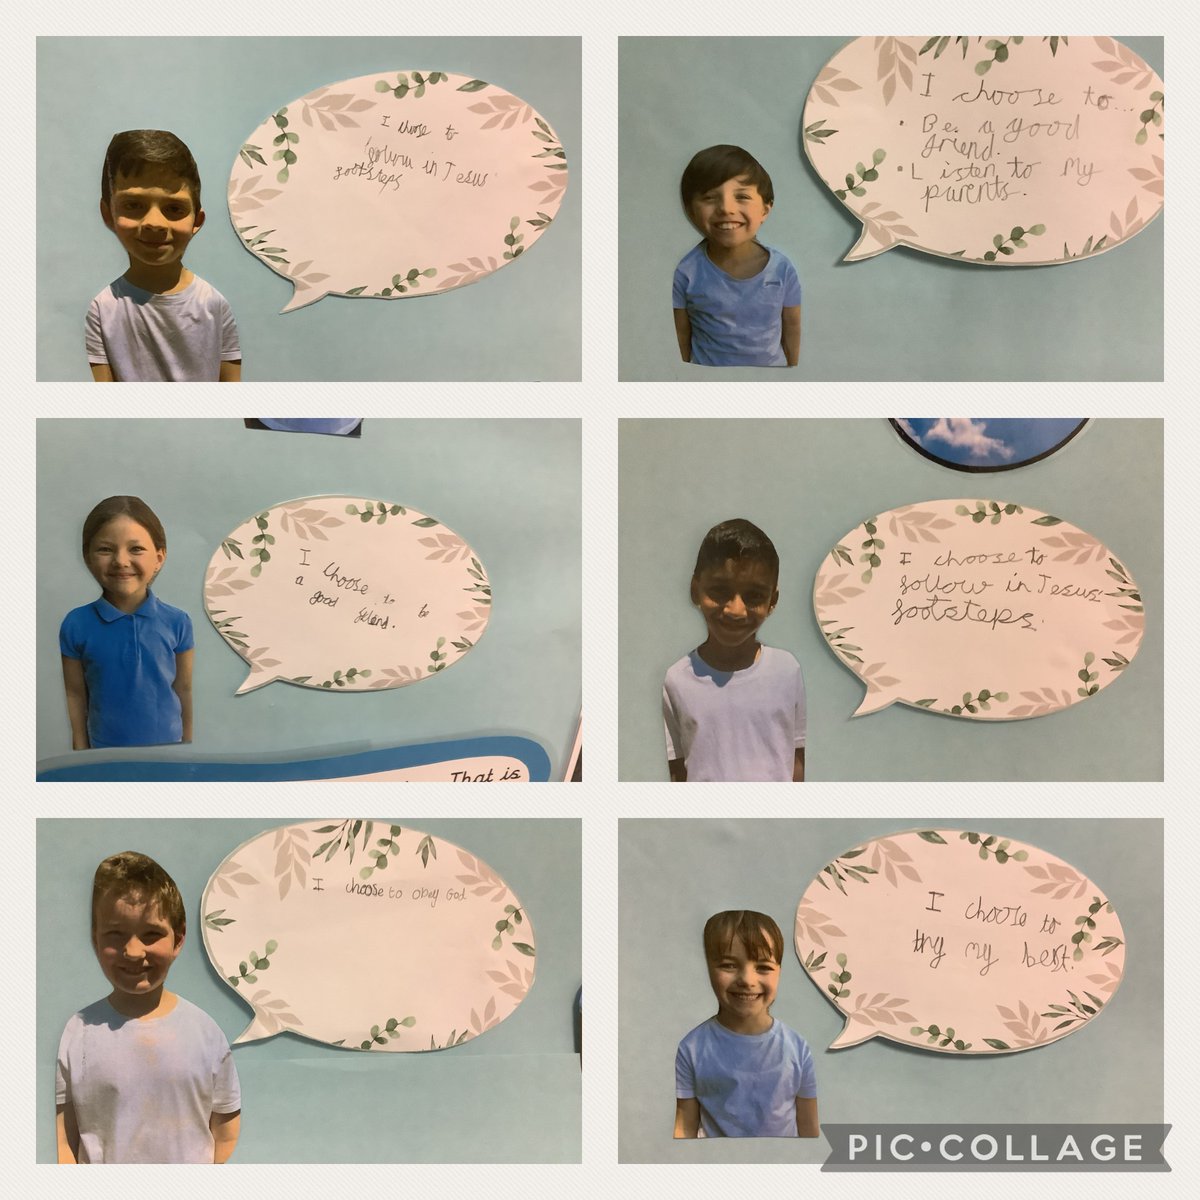 I choose to
follow in Jesus'
footsteps
I choose to...
• Be a good
friend.
• Listen to my
parents.
I choose to be
a good friend.
I choose to
follow in Jesus'
footsteps.
That is
I choose to obey God
I choose to
try my best.
PIC•COLLAGE